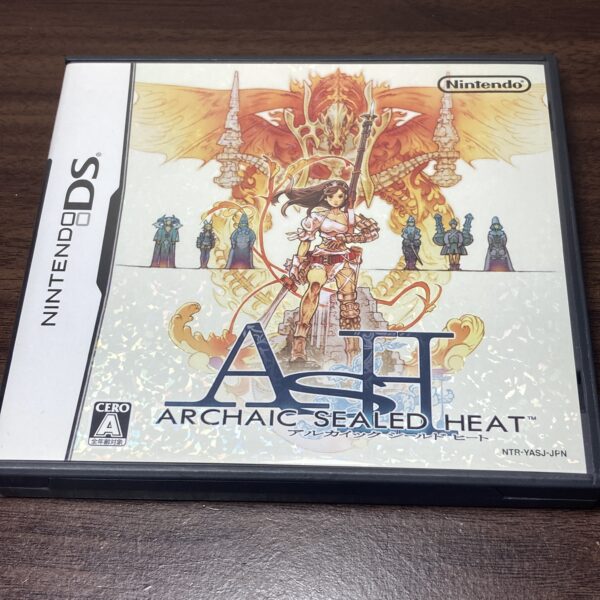 Nintendo
NINTENDO DS
ASH
ARCHAIC SEALED HEAT™
アルカイック シールド ヒート
CERO
A
全年齢対象
NTR-YASJ-JPN